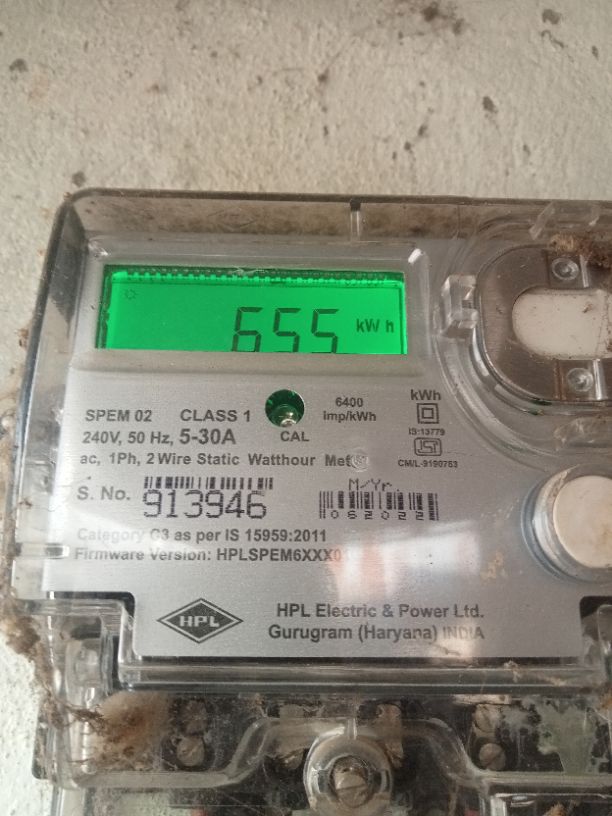 655 kWh
SPEM 02 CLASS 1
6400
imp/kWh
kWh
240V, 50 Hz, 5-30A
CAL
IS:13779
ac, 1Ph, 2 Wire Static Watthour Meter
CM/L-9190763
S. No. 913946
M/Yr.
062022
Category C3 as per IS 15959:2011
Firmware Version: HPLSPEM6XXX0
HPL
HPL Electric & Power Ltd.
Gurugram (Haryana) INDIA